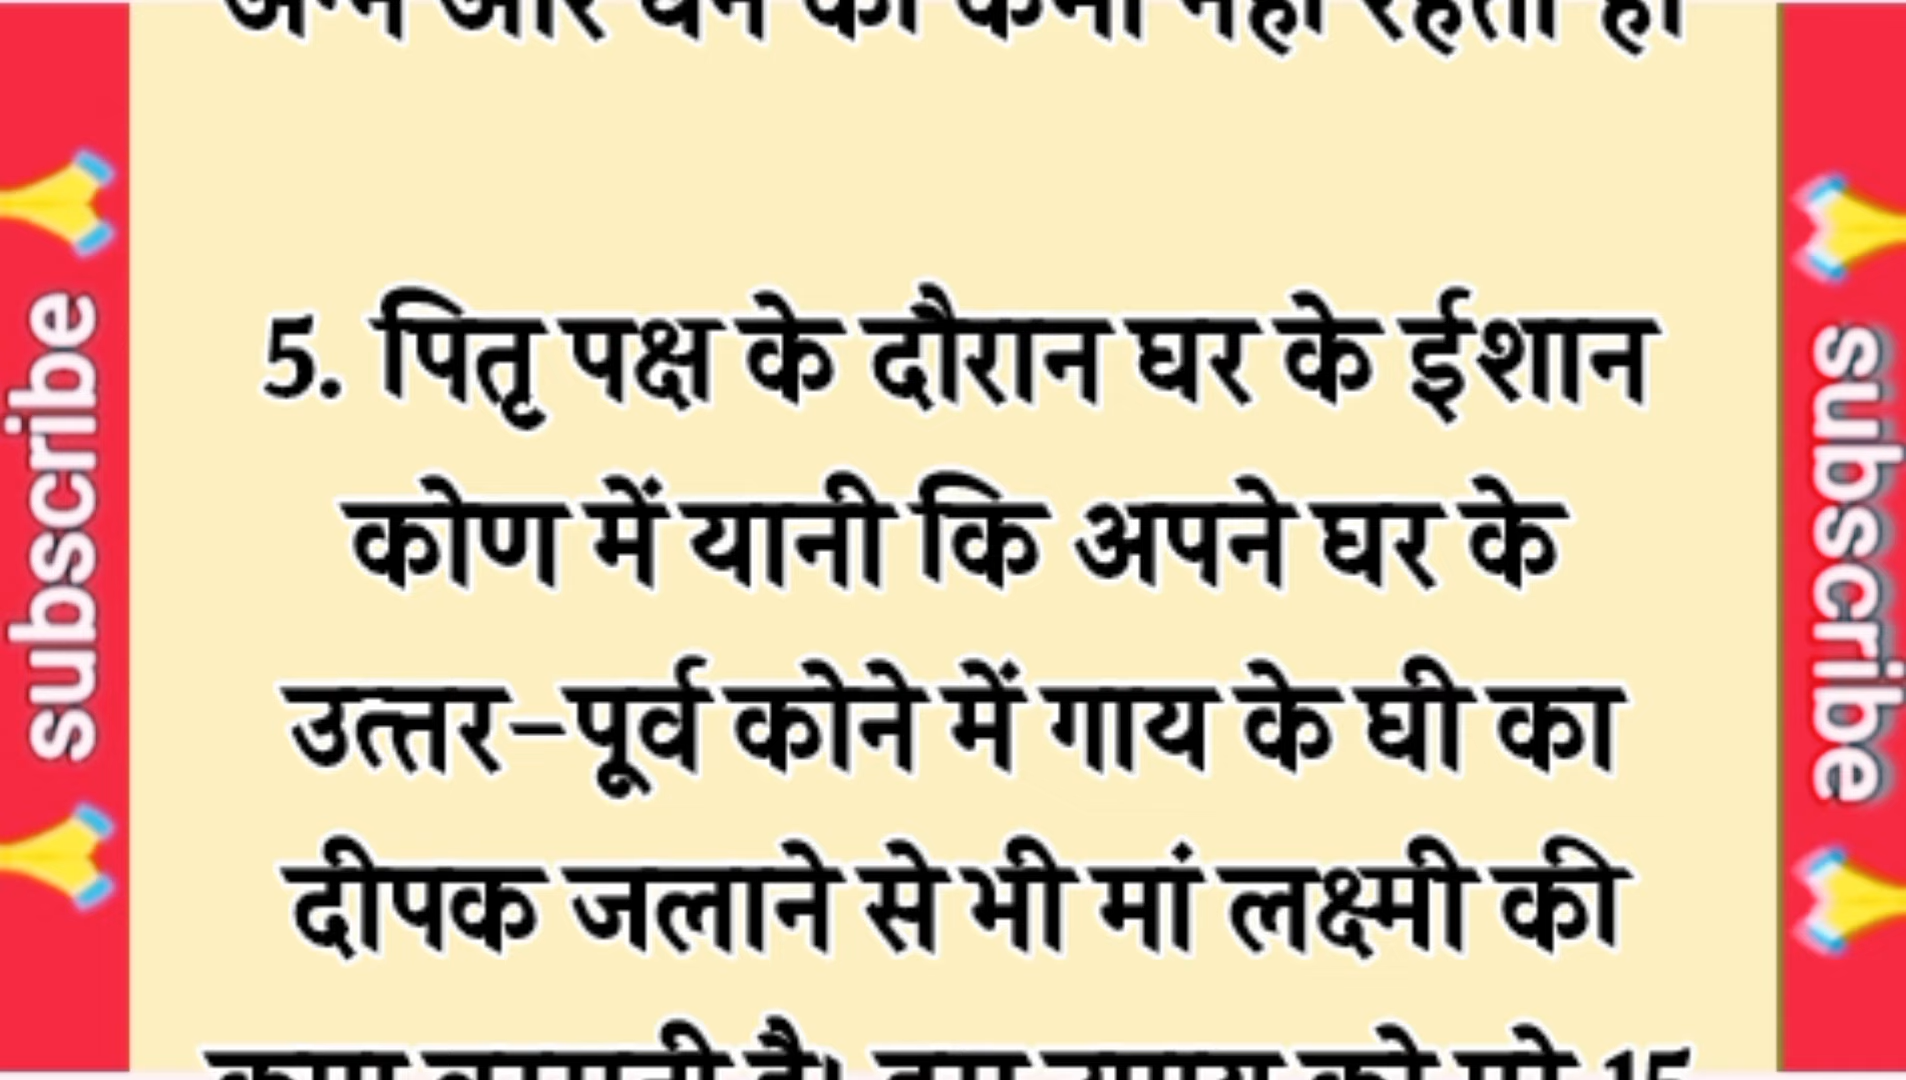 अन्न और धन की कमी नहीं रहती है।
5. पितृ पक्ष के दौरान घर के ईशान
कोण में यानी कि अपने घर के
उत्तर-पूर्व कोने में गाय के घी का
दीपक जलाने से भी मां लक्ष्मी की
subscribe
subscribe